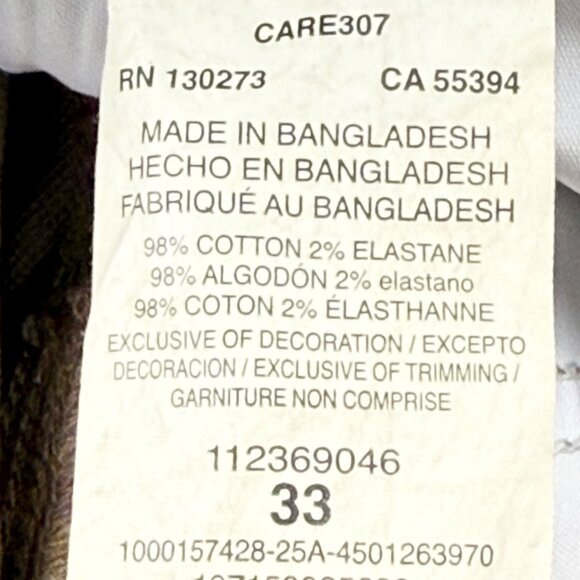 CARE307
RN 130273 CA 55394
MADE IN BANGLADESH
HECHO EN BANGLADESH
FABRIQUÉ AU BANGLADESH
98% COTTON 2% ELASTANE
98% ALGODÓN 2% elastano
98% COTON 2% ÉLASTHANNE
EXCLUSIVE OF DECORATION / EXCEPTO
DECORACION / EXCLUSIVE OF TRIMMING /
GARNITURE NON COMPRISE
112369046
33
1000157428-25A-4501263970